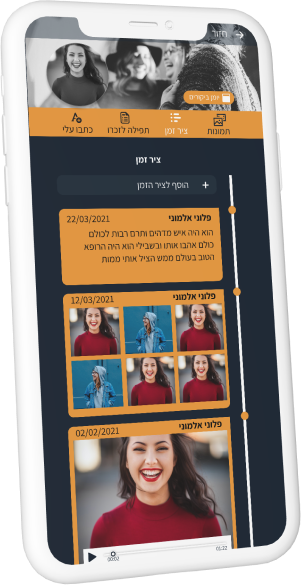 חזור
יומן ביקורים
תמונות
ציר זמן
תפילה לזכרו
כתבו עלי
ציר זמן
הוסף לציר הזמן +
פלוני אלמוני 22/03/2021
הוא היה איש מדהים ותרם רבות לכולם
כולם אהבו אותו ובשבילי הוא היה הרופא
הטוב בעולם ממש הציל אותי ממות
פלוני אלמוני 12/03/2021
פלוני אלמוני 02/02/2021
00:02
01:22